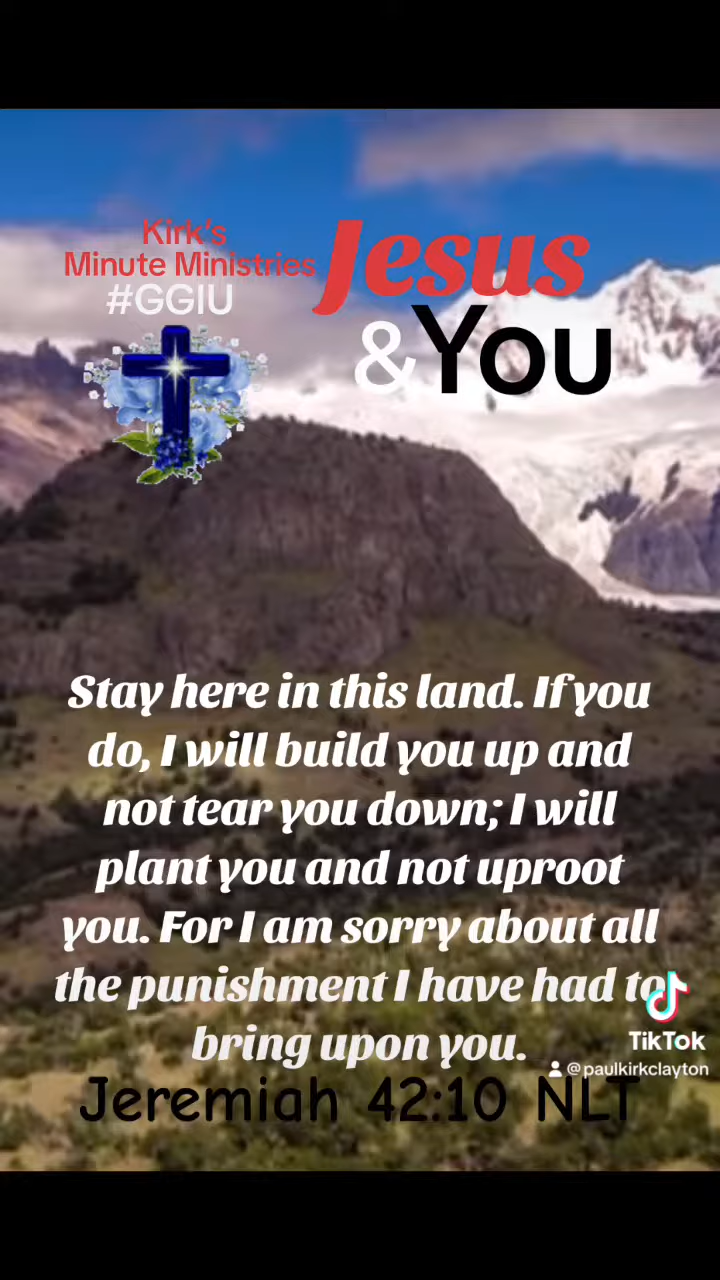 Kirk's
Minute Ministries
#GGIU
Jesus
&You
Stay here in this land. If you
do, I will build you up and
not tear you down; I will
plant you and not uproot
you. For I am sorry about all
the punishment I have had to
bring upon you.
Jeremiah 42:10 NLT
TikTok
@paulkirkclayton